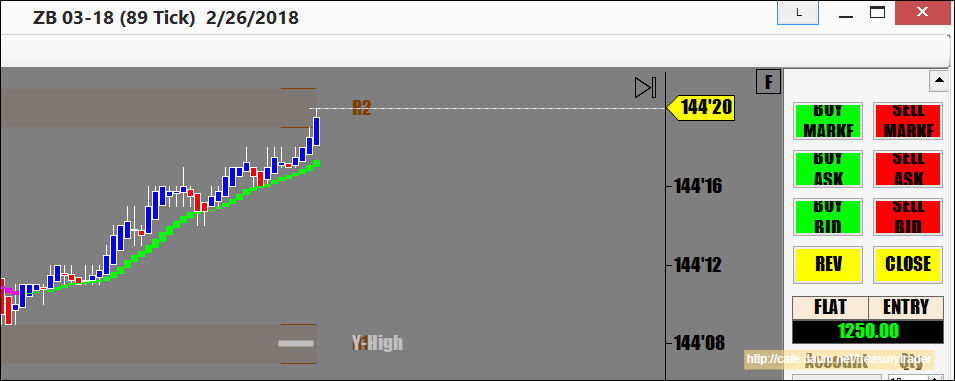 ZB 03-18 (89 Tick)  2/26/2018
L
F
R2
144'20
144'16
144'12
Y-High
144'08
BUY
MARKE
SELL
MARKE
BUY
ASK
SELL
ASK
BUY
BID
SELL
BID
REV
CLOSE
FLAT
ENTRY
1250.00
http://cafe.daum.net/treasurytrader
Account
Qty